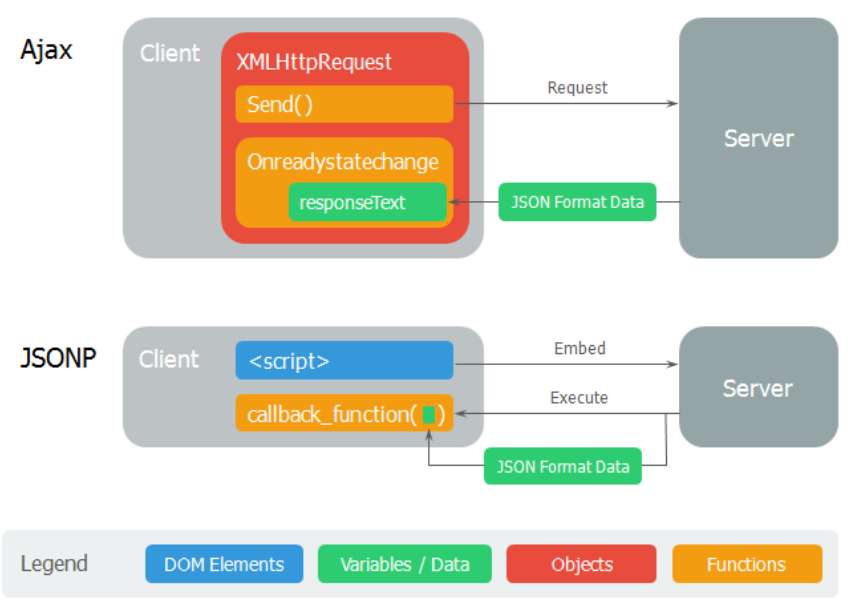 Ajax
Client
XMLHttpRequest
Send( )
Request
Server
Onreadystatechange
responseText
JSON Format Data
JSONP
Client
<script>
Embed
Server
Execute
callback_function( )
JSON Format Data
Legend
DOM Elements
Variables / Data
Objects
Functions